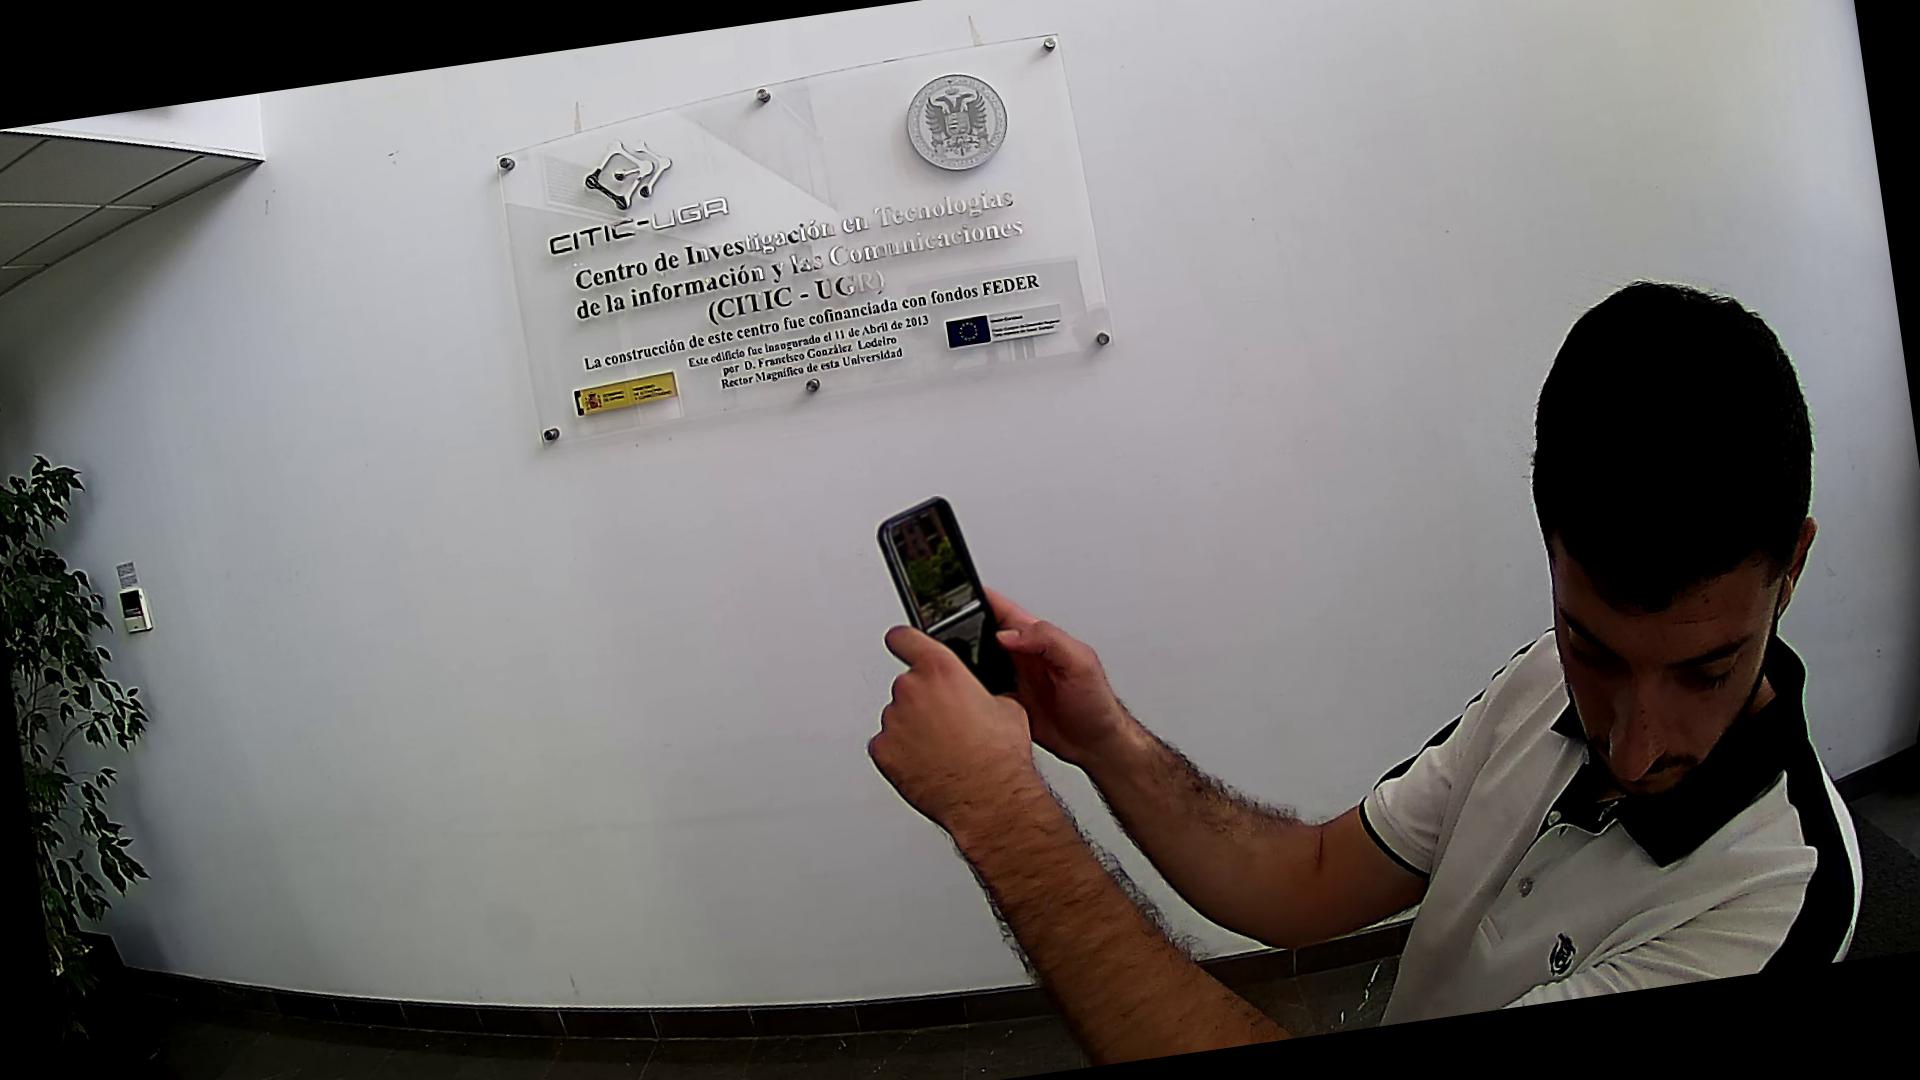 CITIC-UGR
Centro de Investigación en Tecnologías
de la información y las Comunicaciones
(CITIC - UGR)
La construcción de este centro fue cofinanciada con fondos FEDER
Este edificio fue inaugurado el 11 de Abril de 2013
por D. Francisco González Lodeiro
Rector Magnífico de esta Universidad